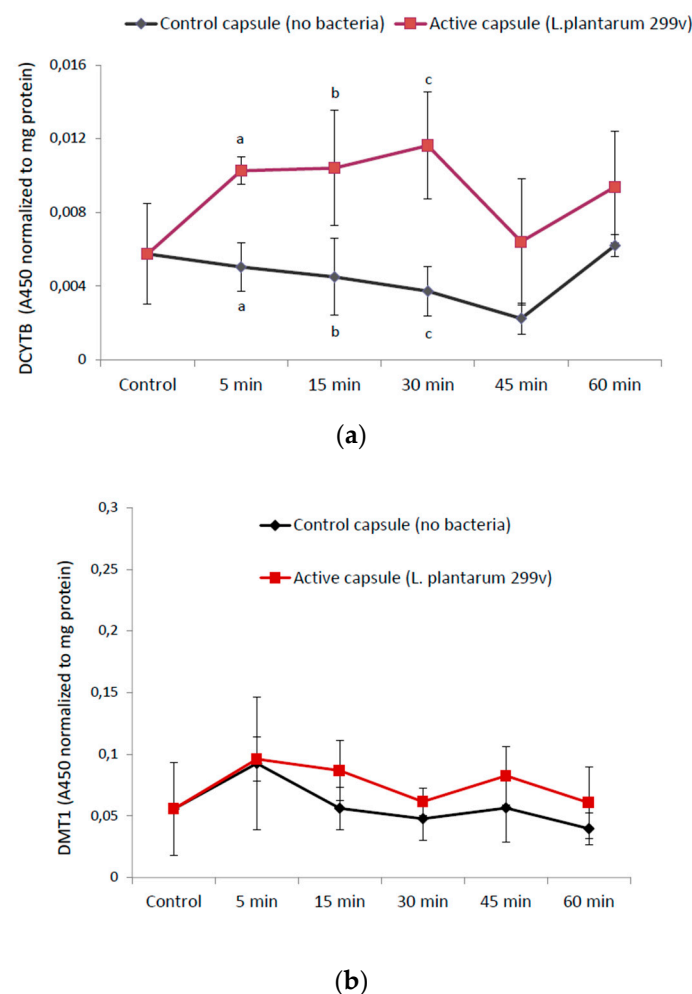 Control capsule (no bacteria) Active capsule (L.plantarum 299v)
0,016
0,012
0,008
0,004
0
DCYTB (A450 normalized to mg protein)
a b c
a b c
Control 5 min 15 min 30 min 45 min 60 min
(a)
0,3
0,25
0,2
0,15
0,1
0,05
0
DMT1 (A450 normalized to mg protein)
Control capsule (no bacteria)
Active capsule (L. plantarum 299v)
Control 5 min 15 min 30 min 45 min 60 min
(b)